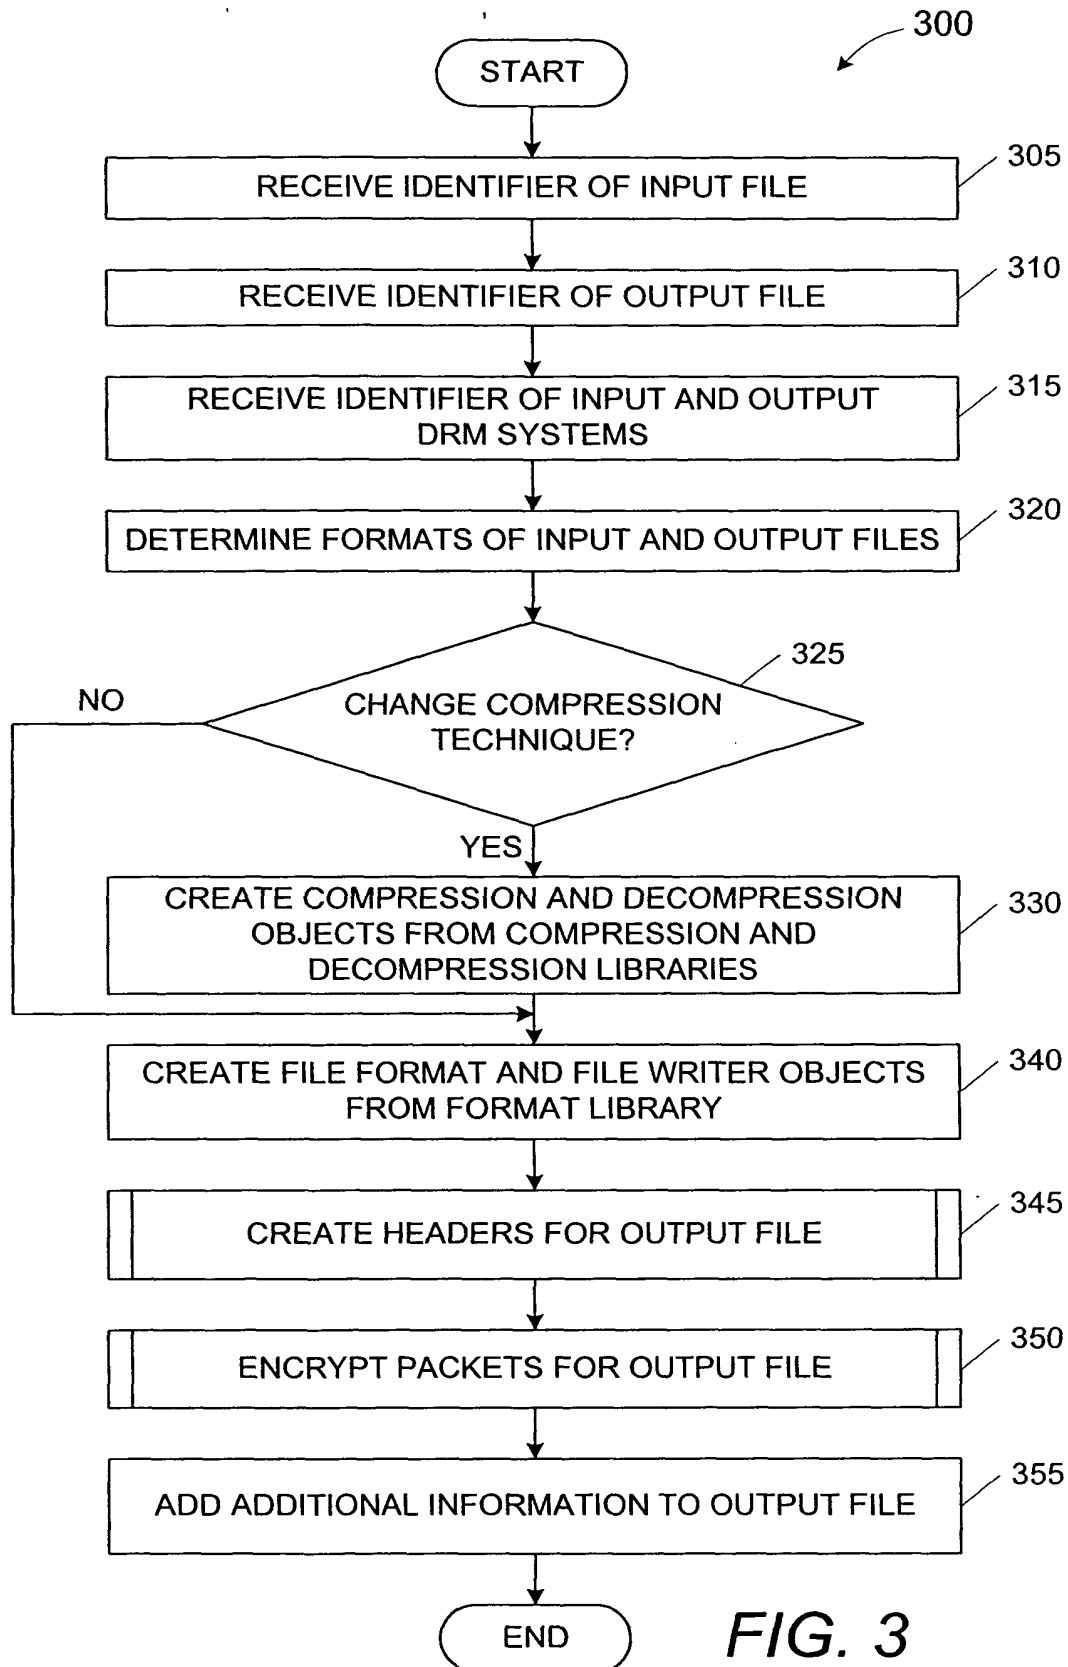 300
START
305
RECEIVE IDENTIFIER OF INPUT FILE
310
RECEIVE IDENTIFIER OF OUTPUT FILE
315
RECEIVE IDENTIFIER OF INPUT AND OUTPUT
DRM SYSTEMS
320
DETERMINE FORMATS OF INPUT AND OUTPUT FILES
325
NO
CHANGE COMPRESSION
TECHNIQUE?
YES
330
CREATE COMPRESSION AND DECOMPRESSION
OBJECTS FROM COMPRESSION AND
DECOMPRESSION LIBRARIES
340
CREATE FILE FORMAT AND FILE WRITER OBJECTS
FROM FORMAT LIBRARY
345
CREATE HEADERS FOR OUTPUT FILE
350
ENCRYPT PACKETS FOR OUTPUT FILE
355
ADD ADDITIONAL INFORMATION TO OUTPUT FILE
END
FIG. 3